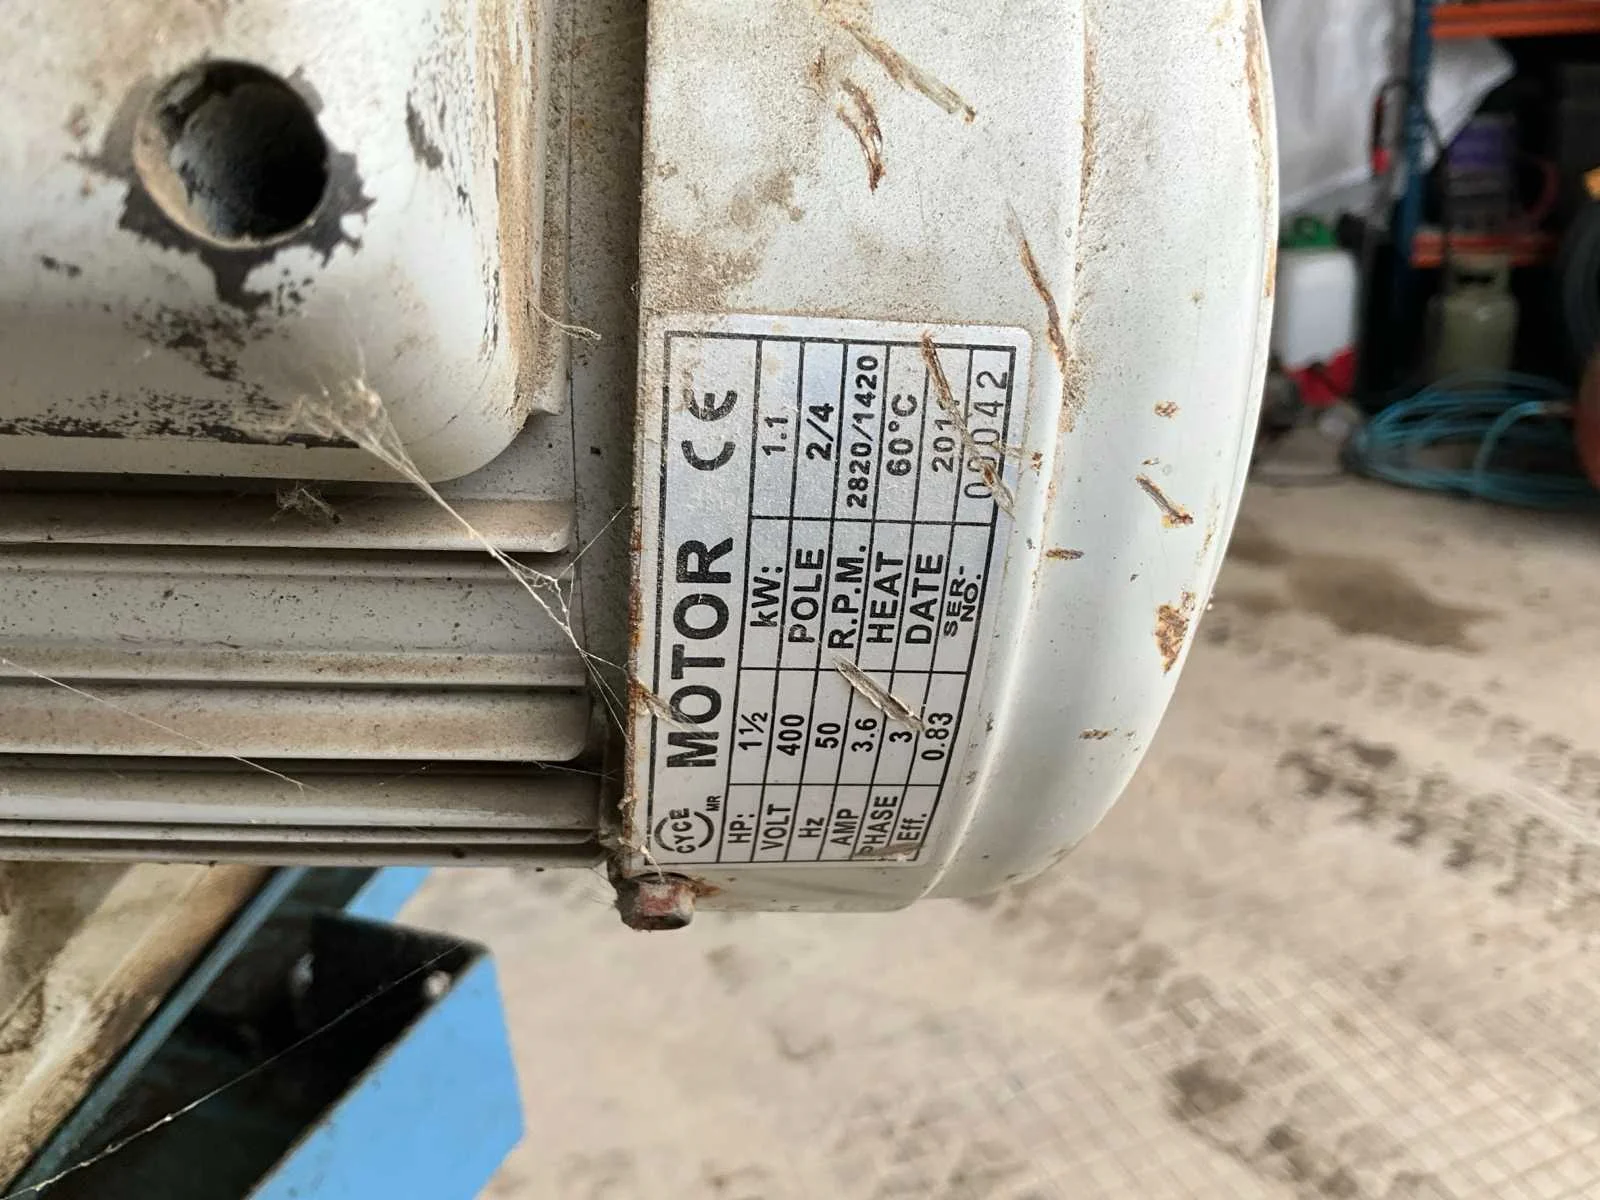 CYCE MR MOTOR CE
HP: 1½ kW: 1.1
VOLT 400 POLE 2/4
Hz 50 R.P.M. 2820/1420
AMP 3.6 HEAT 60°C
PHASE 3 DATE
Eff. 0.83 SER-NO. 090042